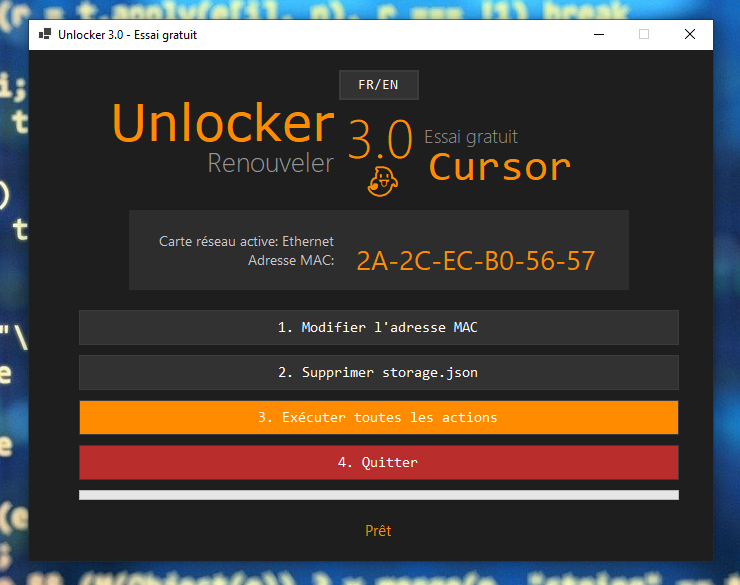 Unlocker 3.0 - Essai gratuit
FR/EN
Unlocker 3.0 Essai gratuit
Renouveler Cursor
Carte réseau active: Ethernet
Adresse MAC: 2A-2C-EC-B0-56-57
1. Modifier l'adresse MAC
2. Supprimer storage.json
3. Exécuter toutes les actions
4. Quitter
Prêt